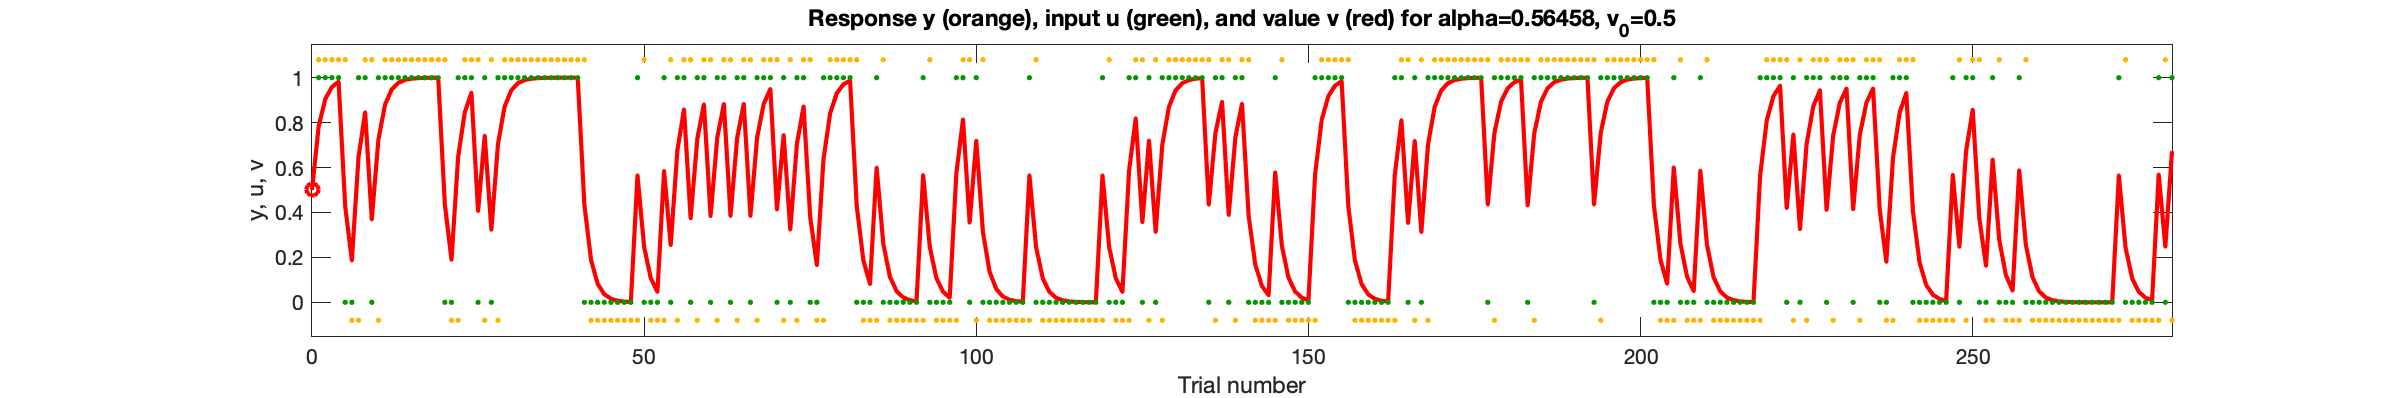 Response y (orange), input u (green), and value v (red) for alpha=0.56458, v_0=0.5
y, u, v
1
0.8
0.6
0.4
0.2
0
0 50 100 150 200 250
Trial number